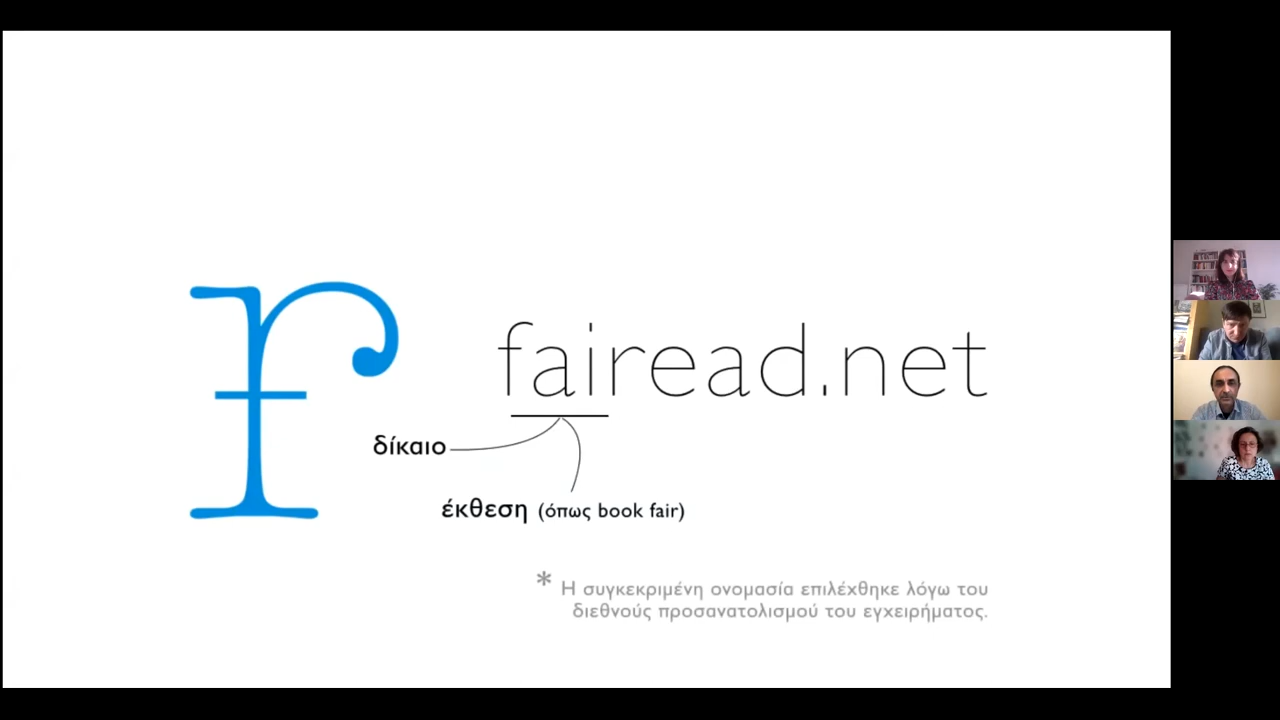 fairead.net
δίκαιο
έκθεση (όπως book fair)
* Η συγκεκριμένη ονομασία επιλέχθηκε λόγω του
διεθνούς προσανατολισμού του εγχειρήματος.